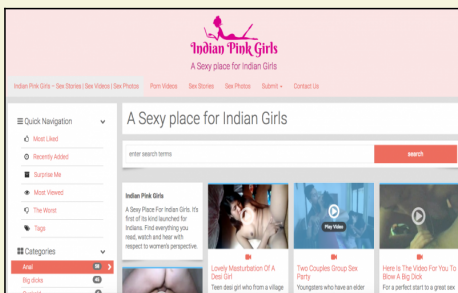 Indian Pink Girls
A Sexy place for Indian Girls
Indian Pink Girls – Sex Stories | Sex Videos | Sex Photos Porn Videos Sex Stories Sex Photos Submit Contact Us
Quick Navigation
Most Liked
Recently Added
Surprise Me
Most Viewed
The Worst
Tags
Categories
Anal
Big dicks
A Sexy place for Indian Girls
enter search terms search
Indian Pink Girls
A Sexy Place For Indian Girls. It's
first of its kind launched for
Indians. Find everything you
read, watch and hear with
respect to women's perspective.
Lovely Masturbation Of A
Desi Girl
Teen desi girl who from a village
Play Video
Two Couples Group Sex
Party
Youngsters who have an elder
Here Is The Video For You To
Blow A Big Dick
For a perfect start to a great sex